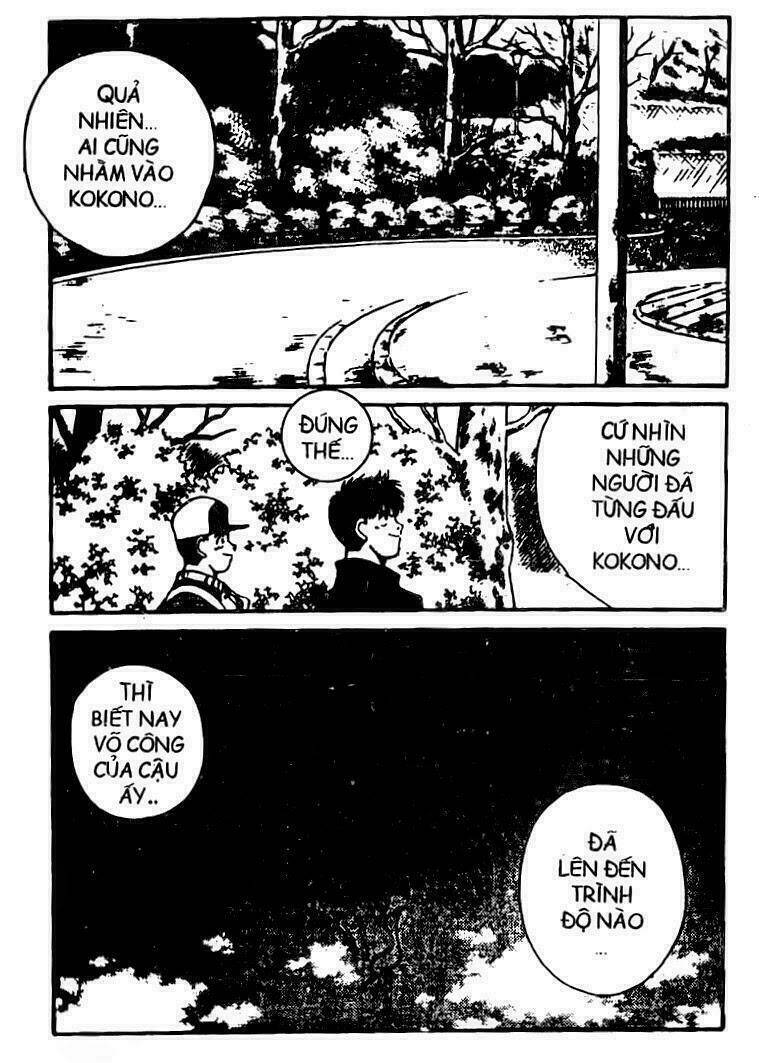 QUẢ
NHIÊN...
AI CŨNG
NHẰM VÀO
KOKONO...
ĐÚNG
THẾ...
CỨ NHÌN
NHỮNG
NGƯỜI ĐÃ
TỪNG ĐẤU
VỚI
KOKONO...
THÌ
BIẾT NAY
VÕ CÔNG
CỦA CẬU
ẤY..
ĐÃ
LÊN ĐẾN
TRÌNH
ĐỘ NÀO
...